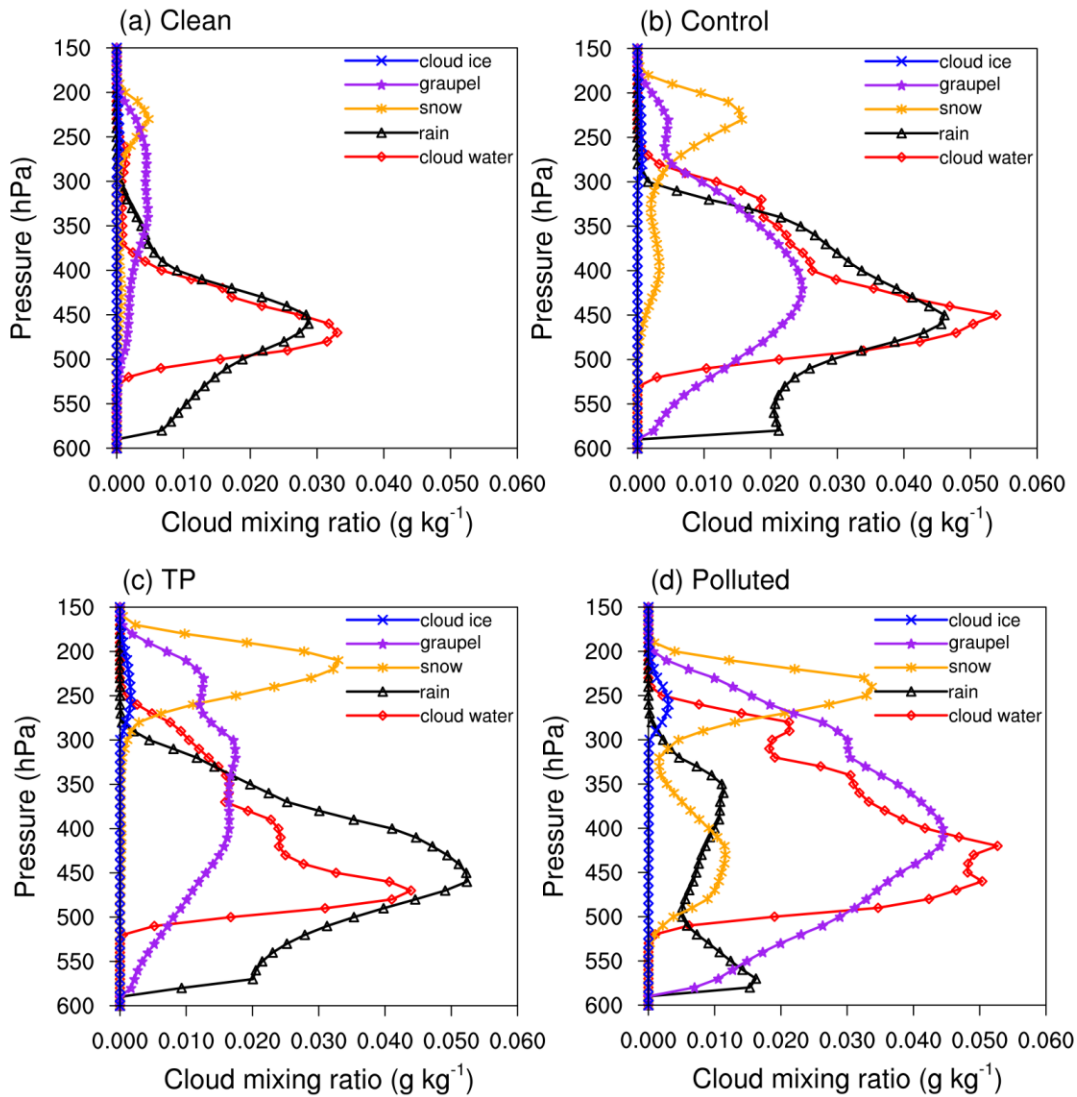 (a) Clean
150
200
250
300
350
400
450
500
550
600
Pressure (hPa)
cloud ice
graupel
snow
rain
cloud water
0.000 0.010 0.020 0.030 0.040 0.050 0.060
Cloud mixing ratio (g kg⁻¹)
(b) Control
150
200
250
300
350
400
450
500
550
600
Pressure (hPa)
cloud ice
graupel
snow
rain
cloud water
0.000 0.010 0.020 0.030 0.040 0.050 0.060
Cloud mixing ratio (g kg⁻¹)
(c) TP
150
200
250
300
350
400
450
500
550
600
Pressure (hPa)
cloud ice
graupel
snow
rain
cloud water
0.000 0.010 0.020 0.030 0.040 0.050 0.060
Cloud mixing ratio (g kg⁻¹)
(d) Polluted
150
200
250
300
350
400
450
500
550
600
Pressure (hPa)
cloud ice
graupel
snow
rain
cloud water
0.000 0.010 0.020 0.030 0.040 0.050 0.060
Cloud mixing ratio (g kg⁻¹)